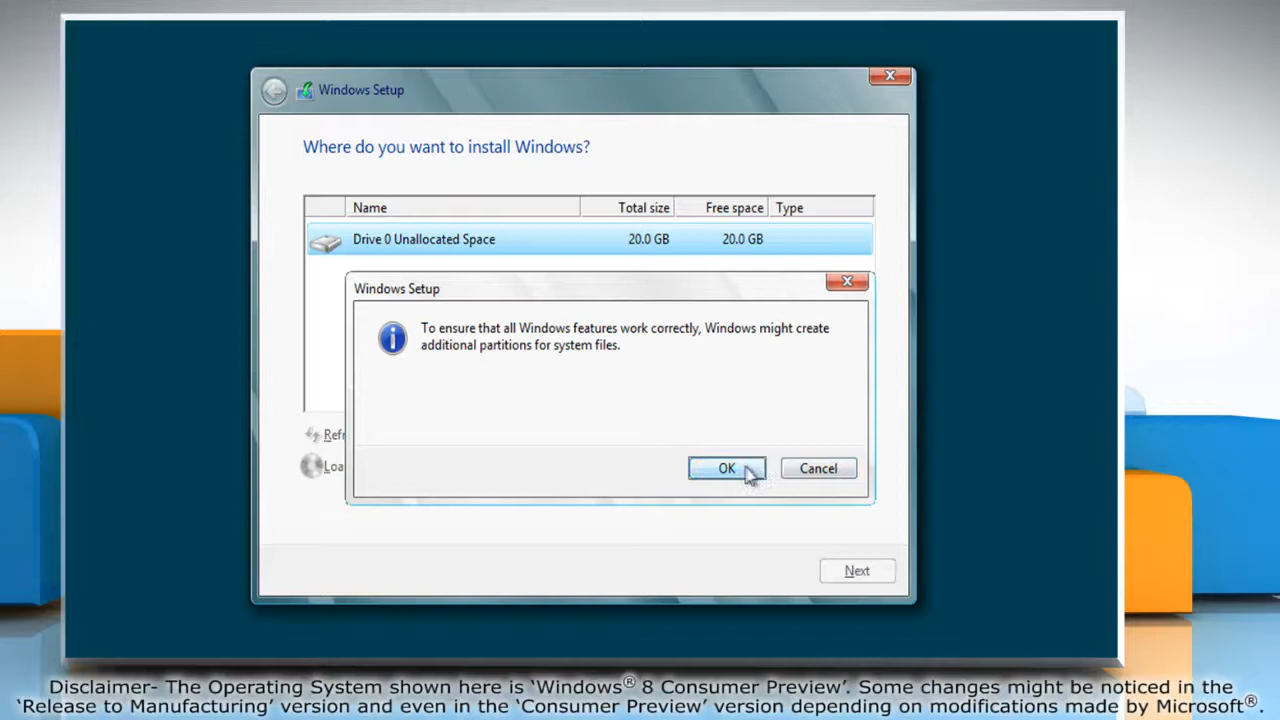 Windows Setup
Where do you want to install Windows?
Name Total size Free space Type
Drive 0 Unallocated Space 20.0 GB 20.0 GB
Windows Setup
To ensure that all Windows features work correctly, Windows might create
additional partitions for system files.
Refr
Loa
OK Cancel
Next
Disclaimer- The Operating System shown here is ‘Windows® 8 Consumer Preview’. Some changes might be noticed in the
‘Release to Manufacturing’ version and even in the ‘Consumer Preview’ version depending on modifications made by Microsoft®.